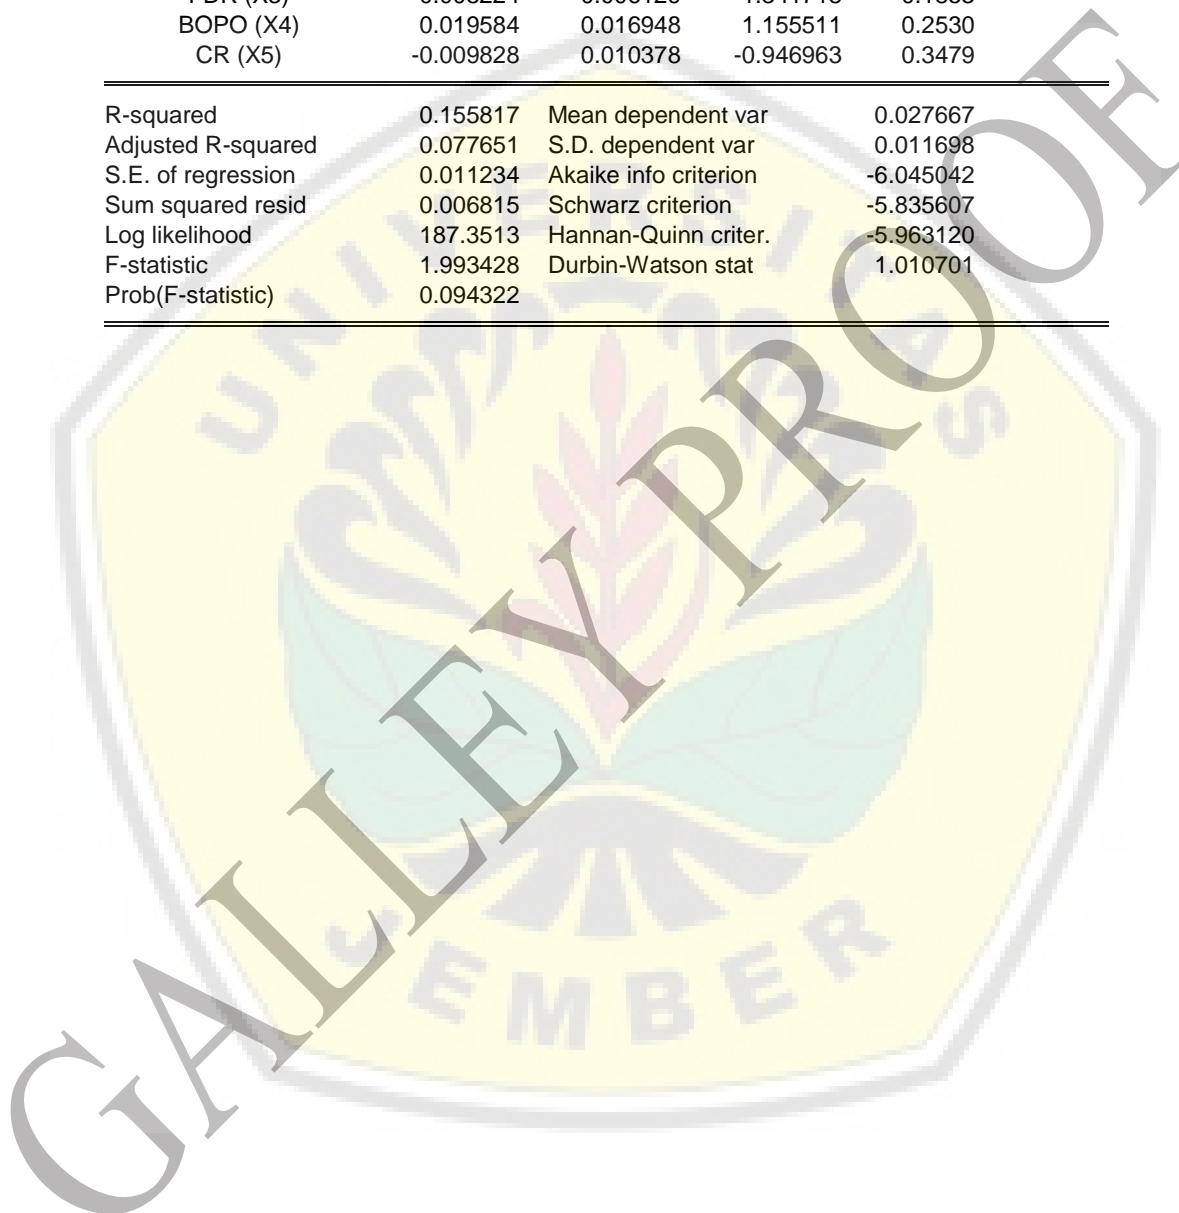 BOPO (X4) 0.019584 0.016948 1.155511 0.2530
CR (X5) -0.009828 0.010378 -0.946963 0.3479
R-squared 0.155817 Mean dependent var 0.027667
Adjusted R-squared 0.077651 S.D. dependent var 0.011698
S.E. of regression 0.011234 Akaike info criterion -6.045042
Sum squared resid 0.006815 Schwarz criterion -5.835607
Log likelihood 187.3513 Hannan-Quinn criter. -5.963120
F-statistic 1.993428 Durbin-Watson stat 1.010701
Prob(F-statistic) 0.094322
UNIVERSITAS
JEMBER
GALLEY PROOF